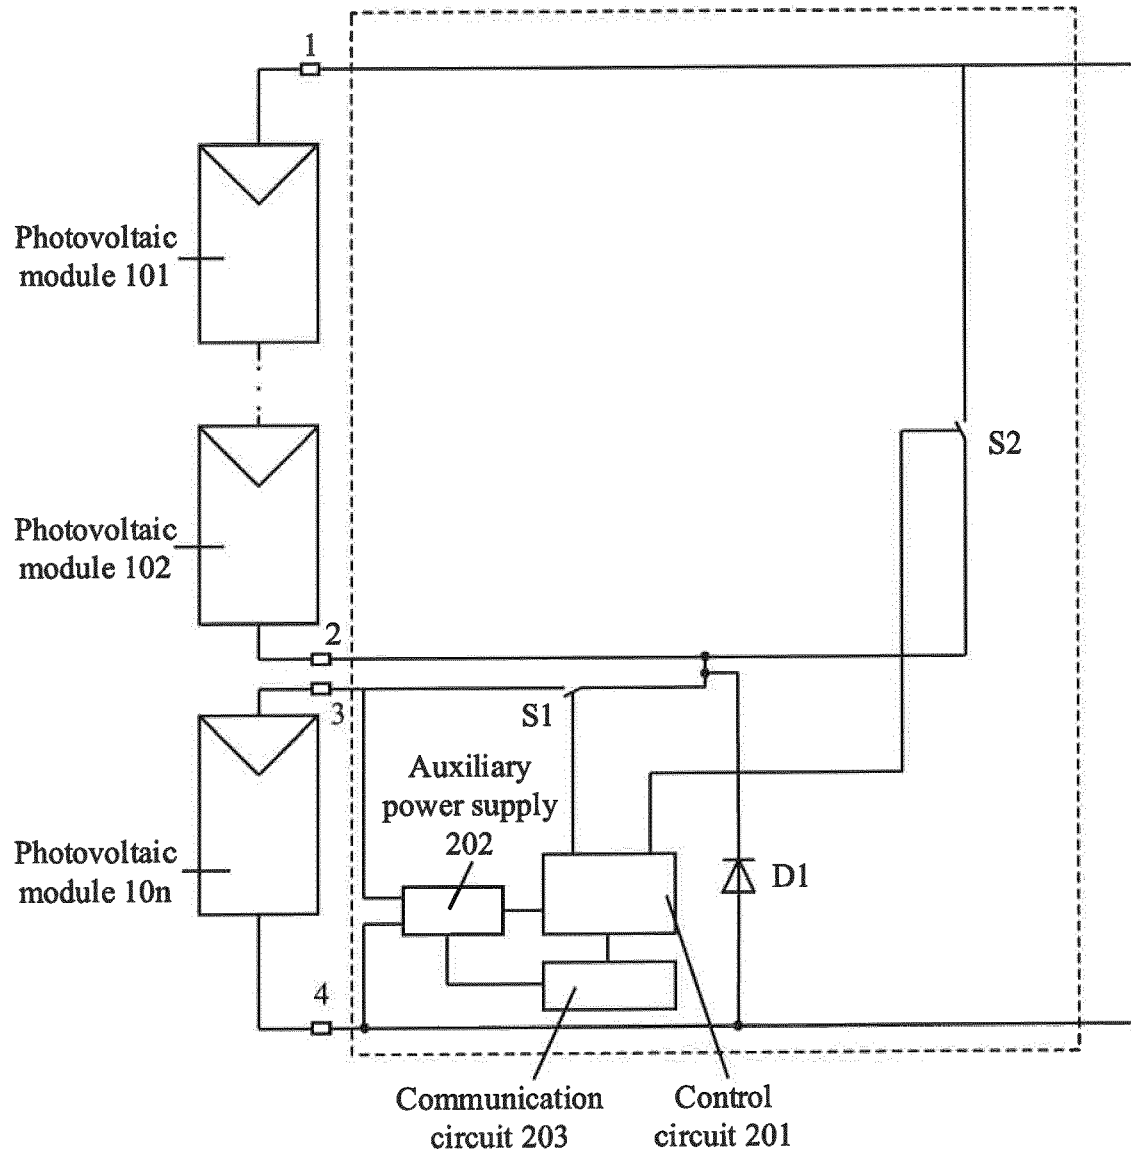 1
Photovoltaic
module 101
S2
Photovoltaic
module 102
2
3
S1
Auxiliary
power supply
202
Photovoltaic
module 10n
D1
4
Communication
circuit 203
Control
circuit 201